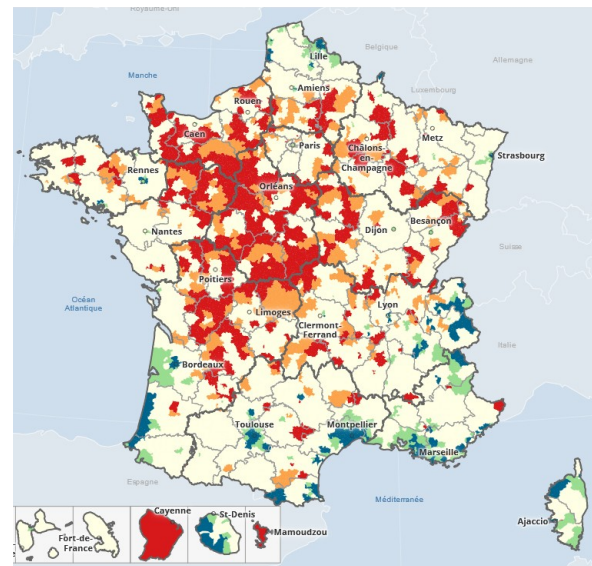 Royaume-Uni
Belgique
Lille
Allemagne
Manche
Luxembourg
Amiens
Rouen
Caen
Paris
Metz
Châlons-
en-
Champagne
Strasbourg
Rennes
Orléans
Nantes
Dijon
Besançon
Suisse
Poitiers
Océan
Atlantique
Limoges
Lyon
Clermont-
Ferrand
Italie
Bordeaux
Toulouse
Montpellier
Marseille
Espagne
Méditerranée
Ajaccio
Fort-de-
France
Cayenne
St-Denis
Mamoudzou